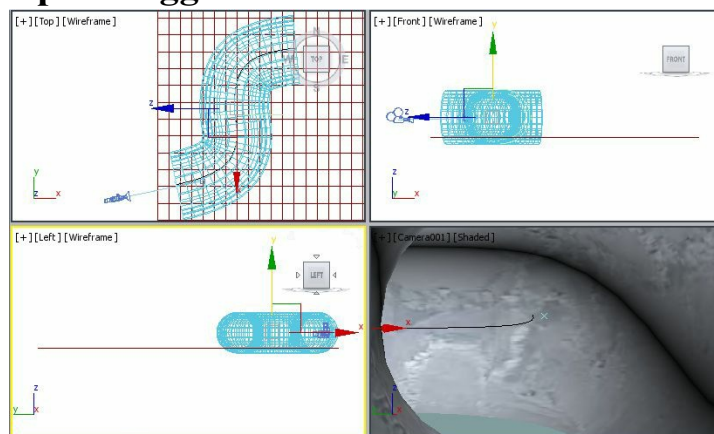 [+] [Top] [Wireframe]
N
W TOP E
S
z
x
y
z x
[+] [Front] [Wireframe]
FRONT
y
z
z
x
[+] [Left] [Wireframe]
LEFT
y
x
z
y x
[+] [Camera001] [Shaded]
x
x
z
x